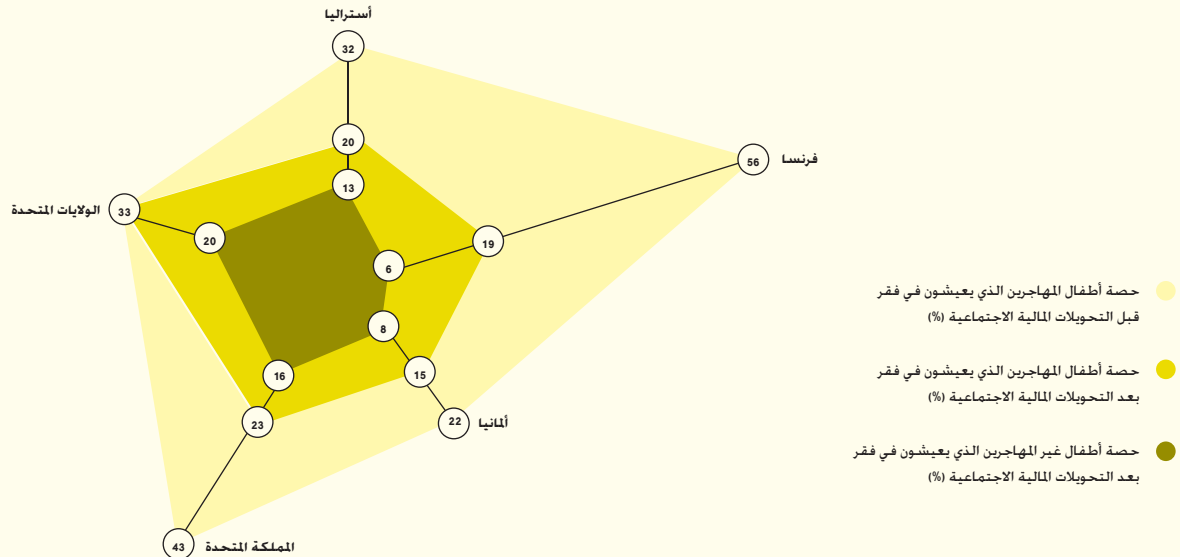 أستراليا
32
20
13
فرنسا
56
19
6
الولايات المتحدة
33
20
8
15
22
ألمانيا
16
23
43
المملكة المتحدة
حصة أطفال المهاجرين الذي يعيشون في فقر
قبل التحويلات المالية الاجتماعية (%)
حصة أطفال المهاجرين الذي يعيشون في فقر
بعد التحويلات المالية الاجتماعية (%)
حصة أطفال غير المهاجرين الذي يعيشون في فقر
بعد التحويلات المالية الاجتماعية (%)